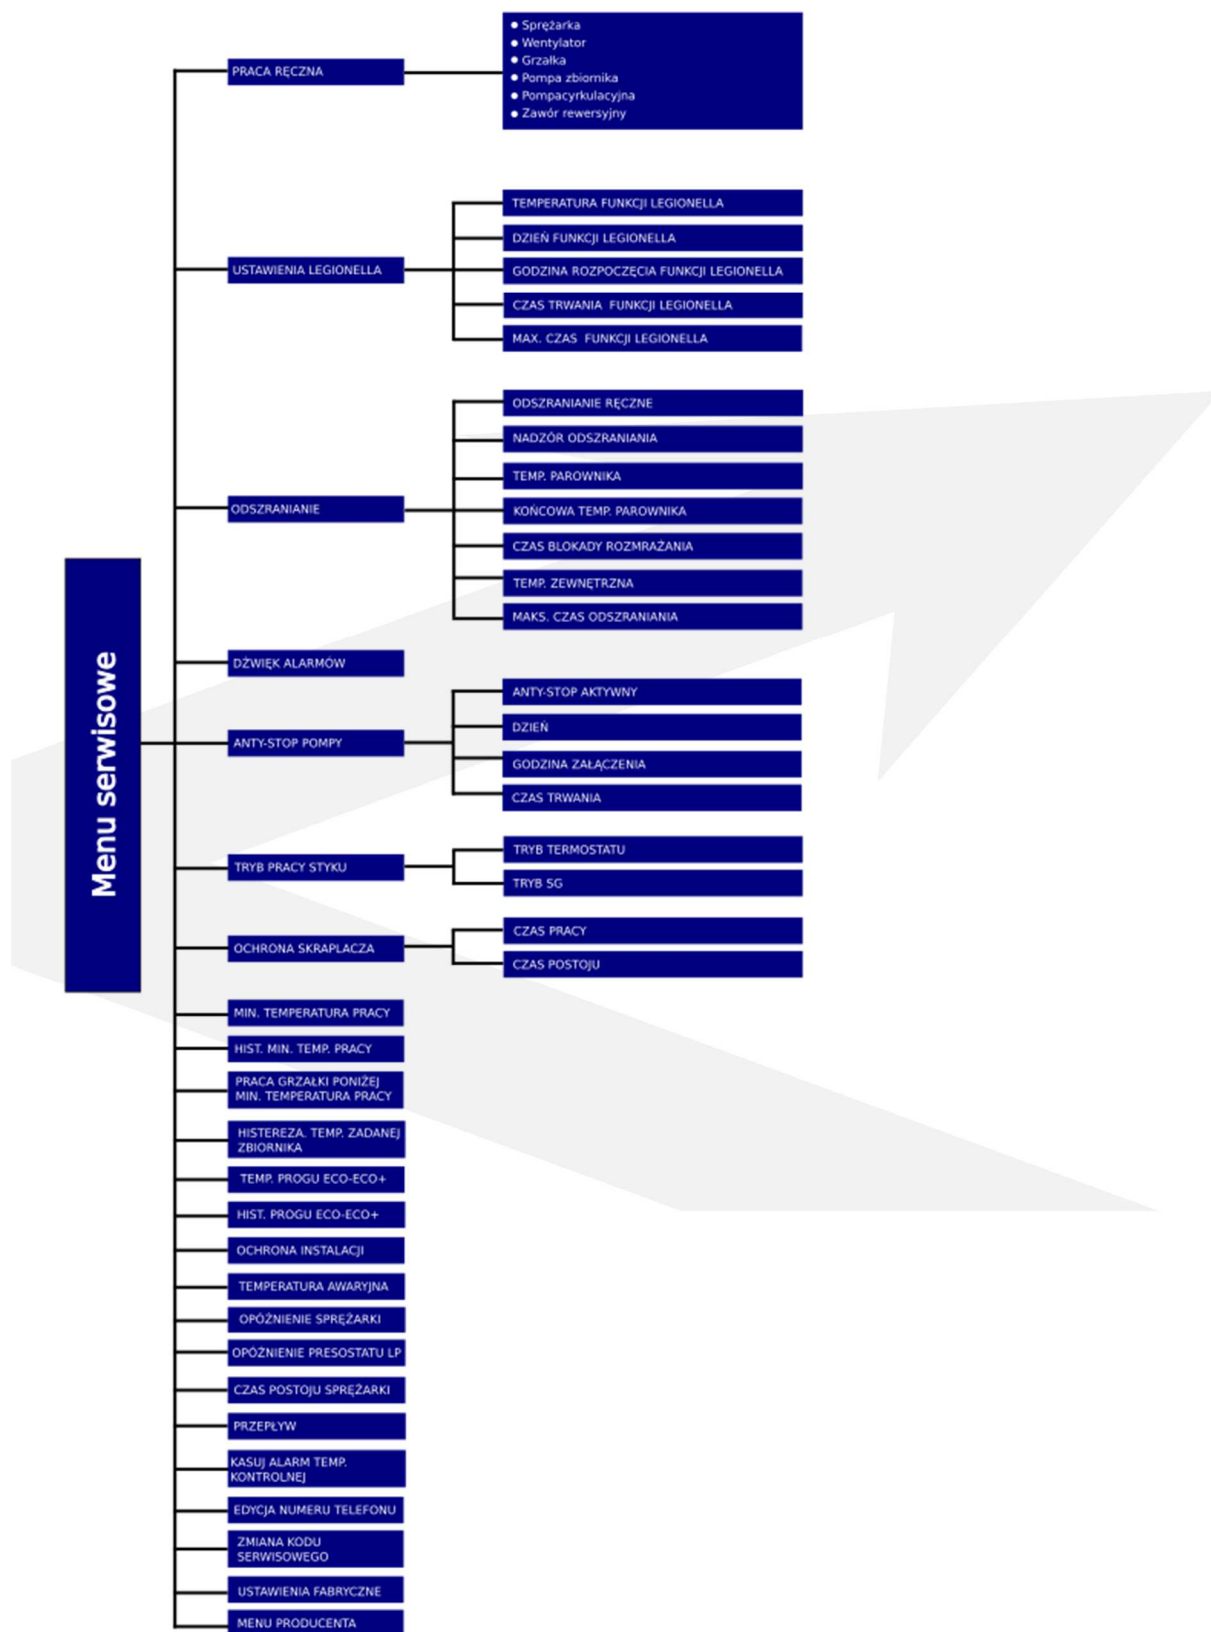 Menu serwisowe
PRACA RĘCZNA
Sprężarka
Wentylator
Grzałka
Pompa zbiornika
Pompacyrkulacyjna
Zawór rewersyjny
USTAWIENIA LEGIONELLA
TEMPERATURA FUNKCJI LEGIONELLA
DZIEŃ FUNKCJI LEGIONELLA
GODZINA ROZPOCZĘCIA FUNKCJI LEGIONELLA
CZAS TRWANIA FUNKCJI LEGIONELLA
MAX. CZAS FUNKCJI LEGIONELLA
ODSZRANIANIE
ODSZRANIANIE RĘCZNE
NADZÓR ODSZRANIANIA
TEMP. PAROWNIKA
KOŃCOWA TEMP. PAROWNIKA
CZAS BLOKADY ROZMRAŻANIA
TEMP. ZEWNĘTRZNA
MAKS. CZAS ODSZRANIANIA
DŹWIĘK ALARMÓW
ANTY-STOP POMPY
ANTY-STOP AKTYWNY
DZIEŃ
GODZINA ZAŁĄCZENIA
CZAS TRWANIA
TRYB PRACY STYKU
TRYB TERMOSTATU
TRYB SG
OCHRONA SKRAPLACZA
CZAS PRACY
CZAS POSTOJU
MIN. TEMPERATURA PRACY
HIST. MIN. TEMP. PRACY
PRACA GRZAŁKI PONIŻEJ
MIN. TEMPERATURA PRACY
HISTEREZA. TEMP. ZADANEJ
ZBIORNIKA
TEMP. PROGU ECO-ECO+
HIST. PROGU ECO-ECO+
OCHRONA INSTALACJI
TEMPERATURA AWARYJNA
OPÓŹNIENIE SPRĘŻARKI
OPÓŹNIENIE PRESOSTATU LP
CZAS POSTOJU SPRĘŻARKI
PRZEPŁYW
KASUJ ALARM TEMP.
KONTROLNEJ
EDYCJA NUMERU TELEFONU
ZMIANA KODU
SERWISOWEGO
USTAWIENIA FABRYCZNE
MENU PRODUCENTA